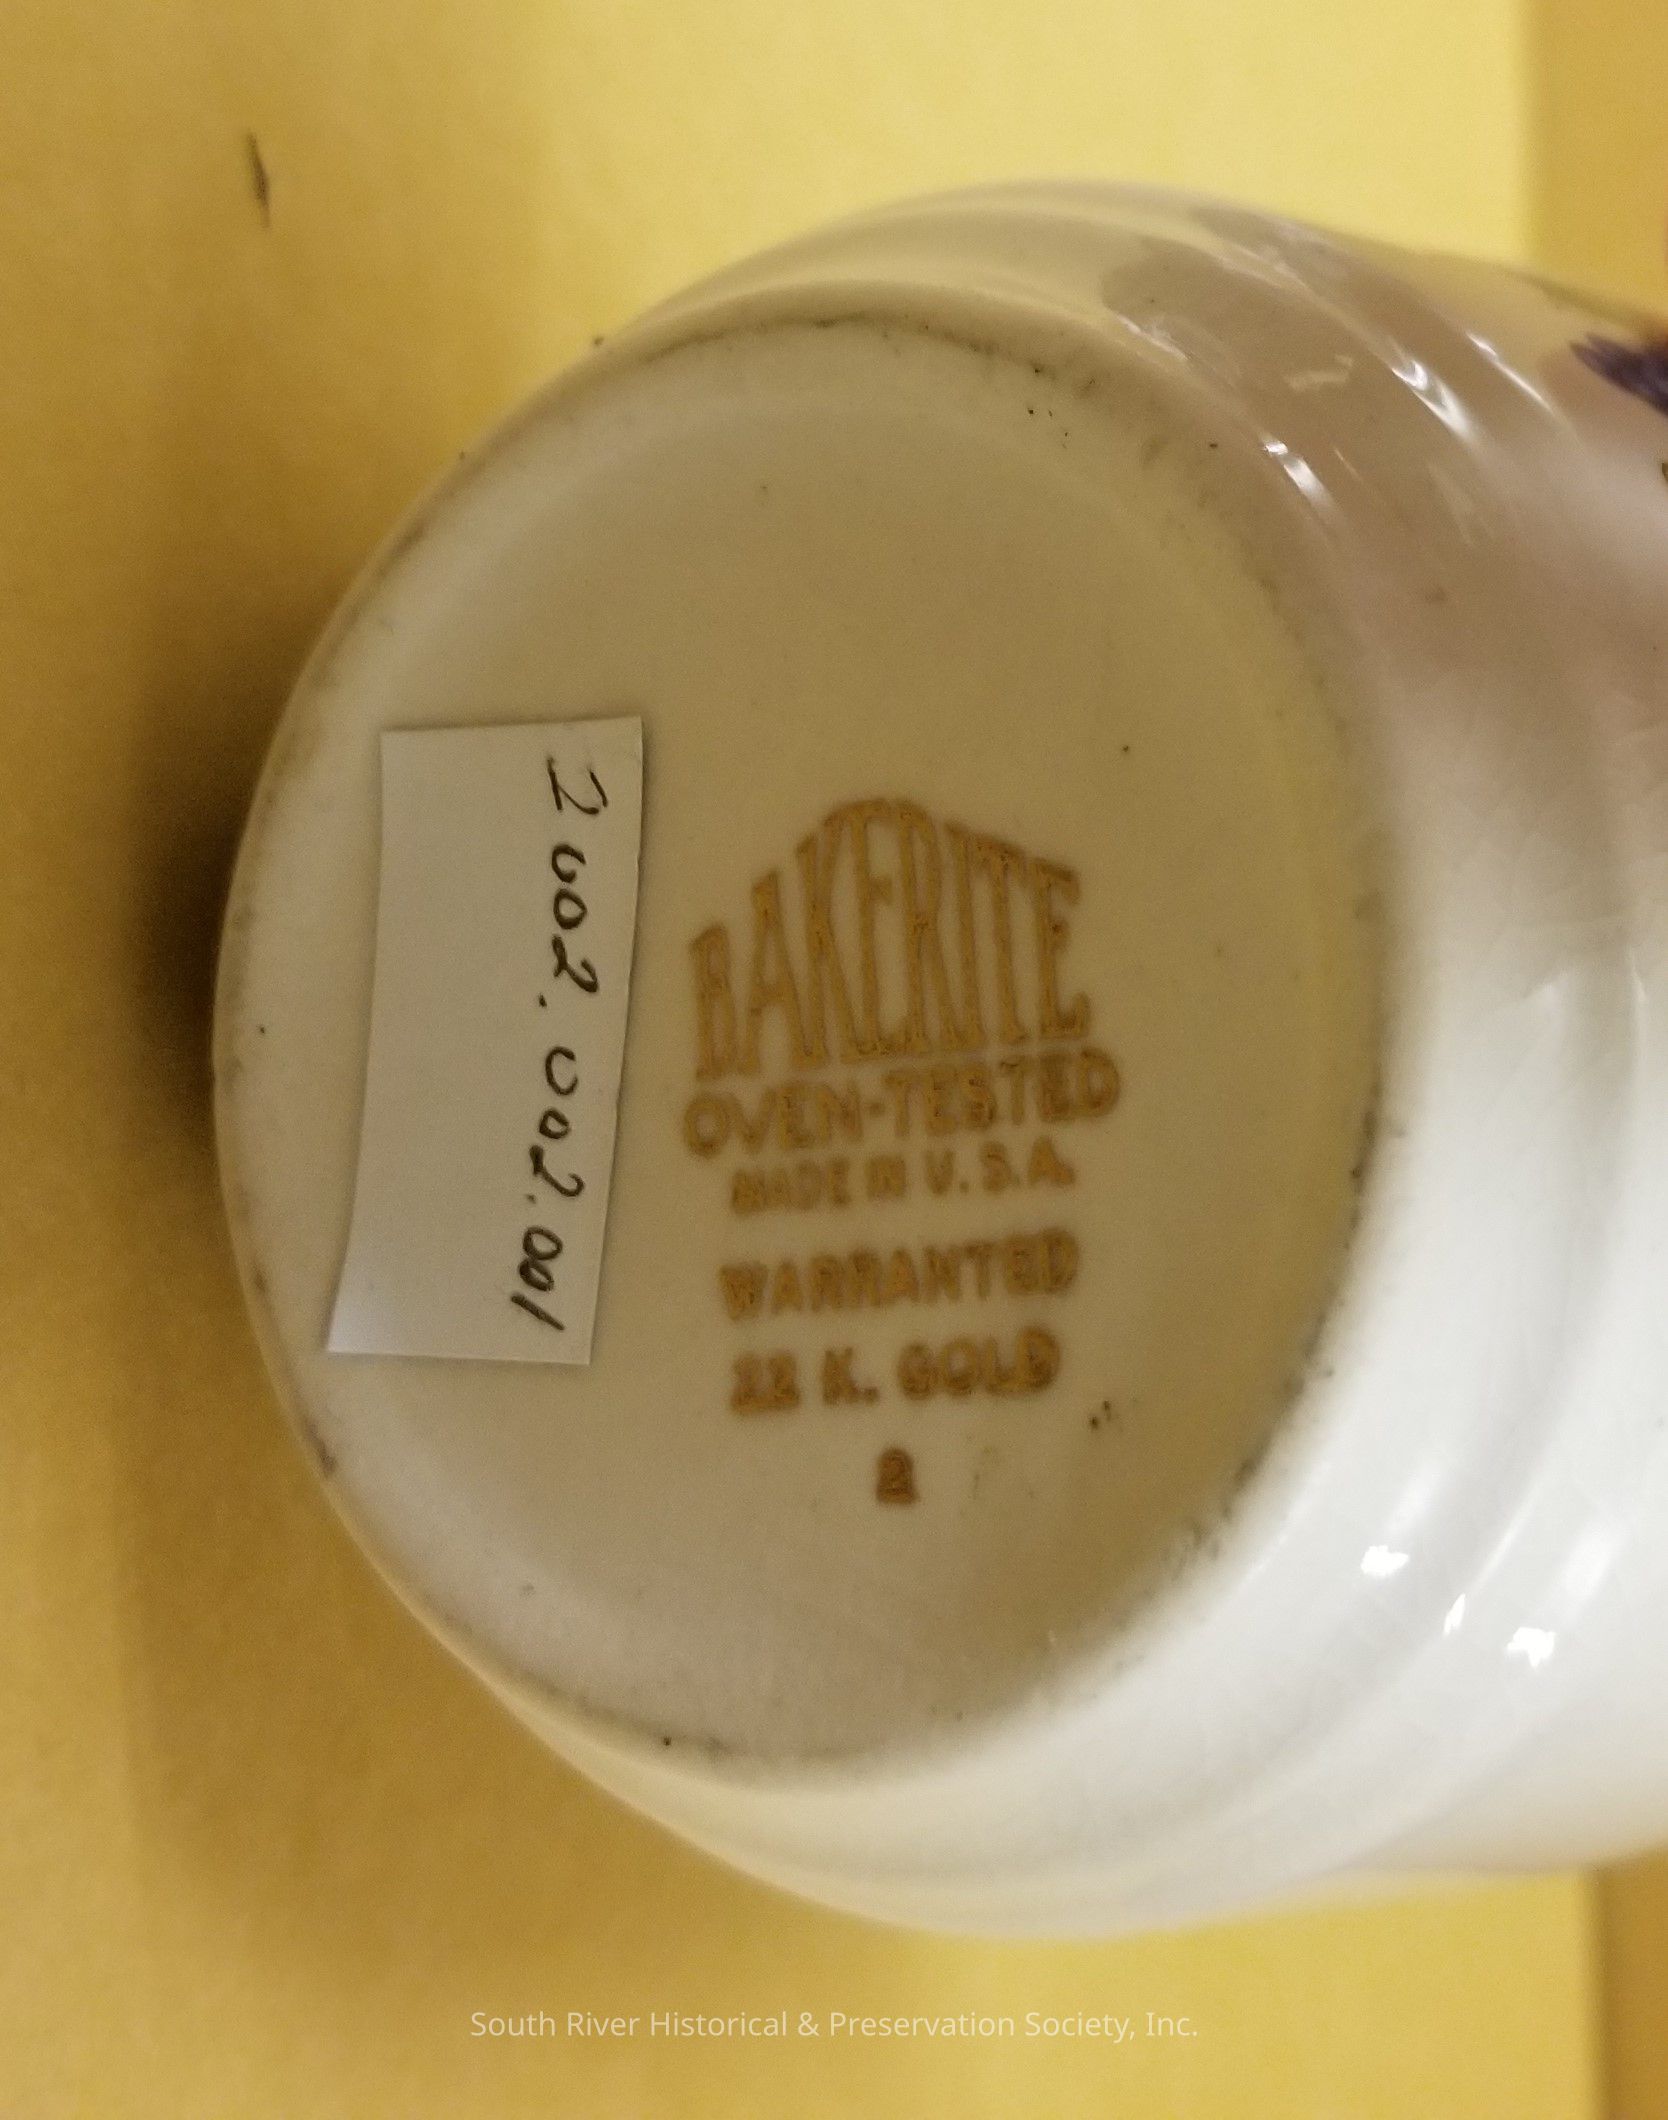 BAKERITE
OVEN-TESTED
MADE IN U.S.A.
WARRANTED
22 K. GOLD
2
2002.002.001
South River Historical & Preservation Society, Inc.